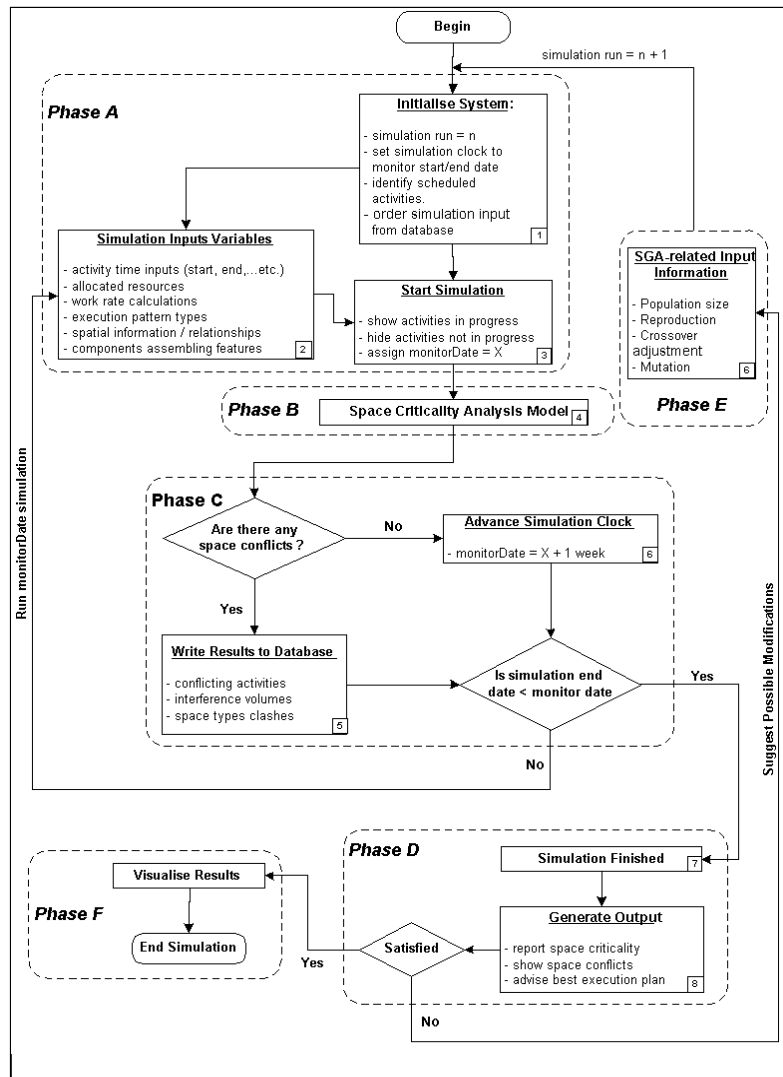 Begin
simulation run = n + 1
Phase A
Initialise System:
- simulation run = n
- set simulation clock to
monitor start/end date
- identify scheduled
activities.
- order simulation input
from database
1
Simulation Inputs Variables
- activity time inputs (start, end,...etc.)
- allocated resources
- work rate calculations
- execution pattern types
- spatial information / relationships
- components assembling features
2
Start Simulation
- show activities in progress
- hide activities not in progress
- assign monitorDate = X
3
SGA-related Input
Information
- Population size
- Reproduction
- Crossover
adjustment
- Mutation
6
Phase E
Phase B
Space Criticality Analysis Model
4
Phase C
Are there any
space conflicts ?
No
Advance Simulation Clock
- monitorDate = X + 1 week
6
Yes
Write Results to Database
- conflicting activities
- interference volumes
- space types clashes
5
Is simulation end
date < monitor date
Yes
No
Run monitorDate simulation
Suggest Possible Modifications
Phase D
Simulation Finished
7
Generate Output
- report space criticality
- show space conflicts
- advise best execution plan
8
Satisfied
Yes
No
Phase F
Visualise Results
End Simulation